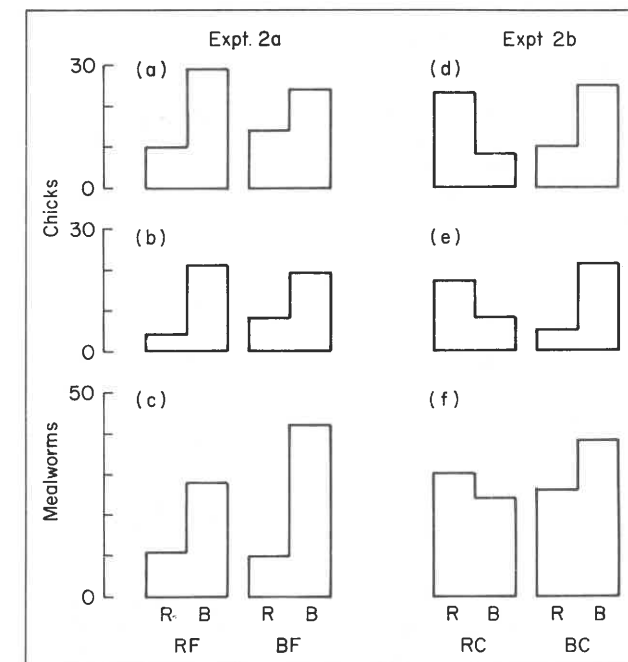 Expt. 2a Expt 2b
30 (a) (d)
0
Chicks
30 (b) (e)
0
50 (c) (f)
Mealworms
0
R. B R B R B R B
RF BF RC BC